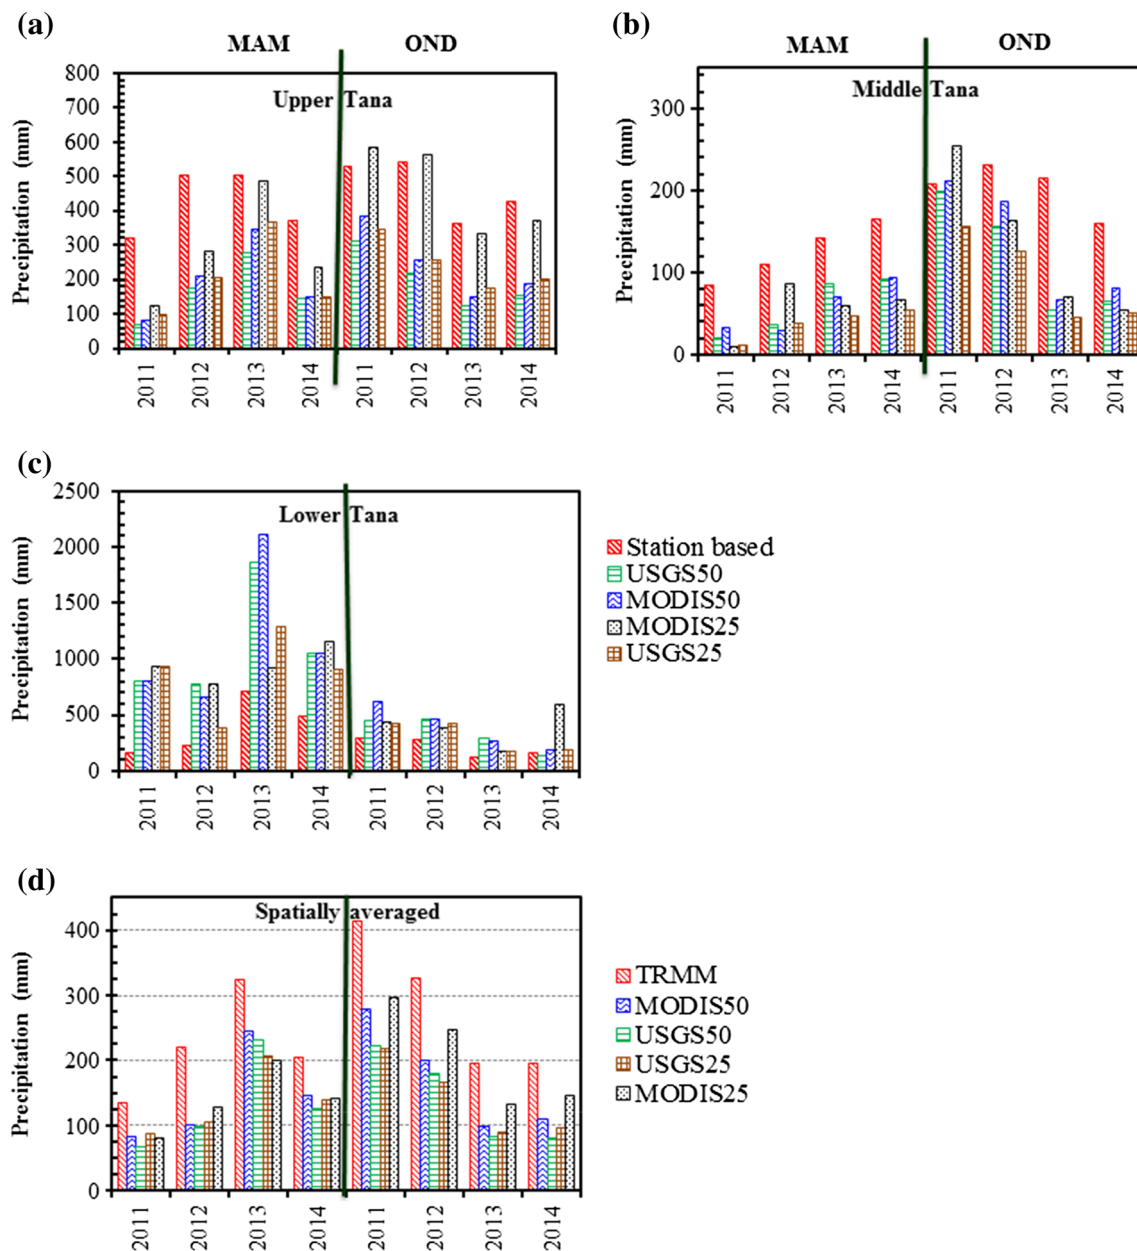 (a)
MAM OND
Upper Tana
Precipitation (mm)
800
700
600
500
400
300
200
100
0
2011 2012 2013 2014 2011 2012 2013 2014
(b)
MAM OND
Middle Tana
Precipitation (mm)
300
200
100
0
2011 2012 2013 2014 2011 2012 2013 2014
(c)
Lower Tana
Precipitation (mm)
2500
2000
1500
1000
500
0
2011 2012 2013 2014 2011 2012 2013 2014
Station based
USGS50
MODIS50
MODIS25
USGS25
(d)
Spatially averaged
Precipitation (mm)
400
300
200
100
0
2011 2012 2013 2014 2011 2012 2013 2014
TRMM
MODIS50
USGS50
USGS25
MODIS25